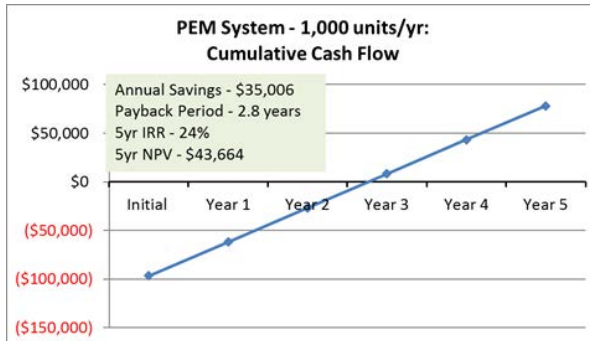 PEM System - 1,000 units/yr:
Cumulative Cash Flow
$100,000
$50,000
$0
($50,000)
($100,000)
($150,000)
Annual Savings - $35,006
Payback Period - 2.8 years
5yr IRR - 24%
5yr NPV - $43,664
Initial Year 1 Year 2 Year 3 Year 4 Year 5